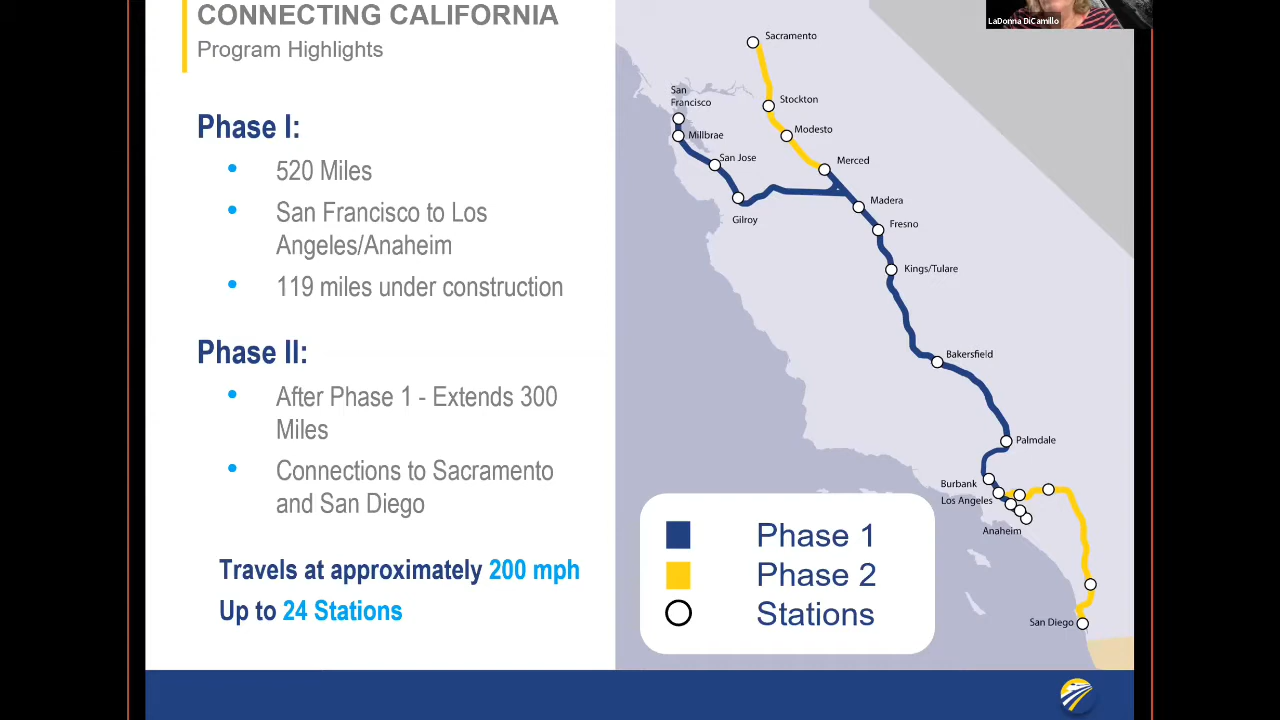 CONNECTING CALIFORNIA
Program Highlights
Phase I:
• 520 Miles
• San Francisco to Los
Angeles/Anaheim
• 119 miles under construction
Phase II:
• After Phase 1 - Extends 300
Miles
• Connections to Sacramento
and San Diego
Travels at approximately 200 mph
Up to 24 Stations
LaDonna DiCamillo
Sacramento
San
Francisco
Stockton
Millbrae
Modesto
San Jose
Merced
Gilroy
Madera
Fresno
Kings/Tulare
Bakersfield
Palmdale
Burbank
Los Angeles
Anaheim
San Diego
Phase 1
Phase 2
Stations